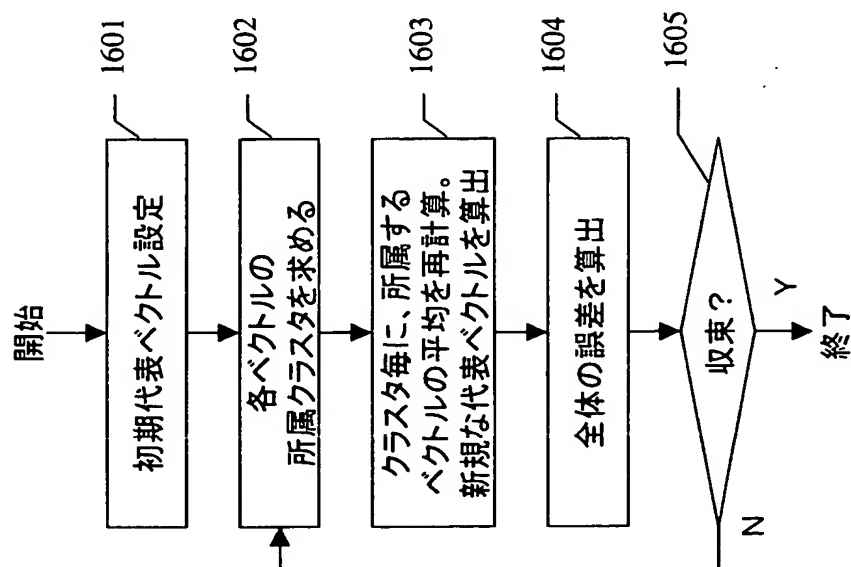 開始
初期代表ベクトル設定
1601
各ベクトルの
所属クラスタを求める
1602
クラスタ毎に、所属する
ベクトルの平均を再計算。
新規な代表ベクトルを算出
1603
全体の誤差を算出
1604
収束?
1605
N
Y
終了